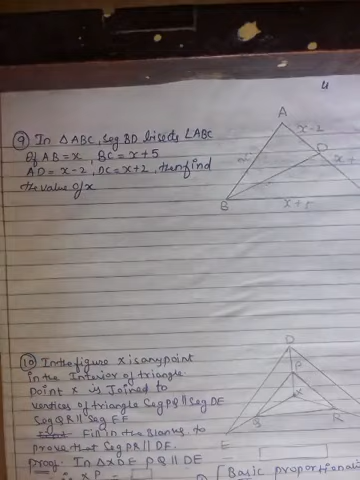 4
9) In ΔABC, seg BD bisects ∠ABC
If AB = x, BC = x+5
AD = x-2, DC = x+2, then find
the value of x
A
x-2
D
x+
x
B
x+5
10) In the figure x is any point
in the Interior of triangle.
Point x is Joined to
vertices of triangle Seg PQ || Seg DE
Seg QR || Seg EF
Fill in the blanks to
prove that Seg PR || DF.
Proof: In ΔXDE PQ || DE
XP
D
P
X
Q
R
E
[Basic proportiona